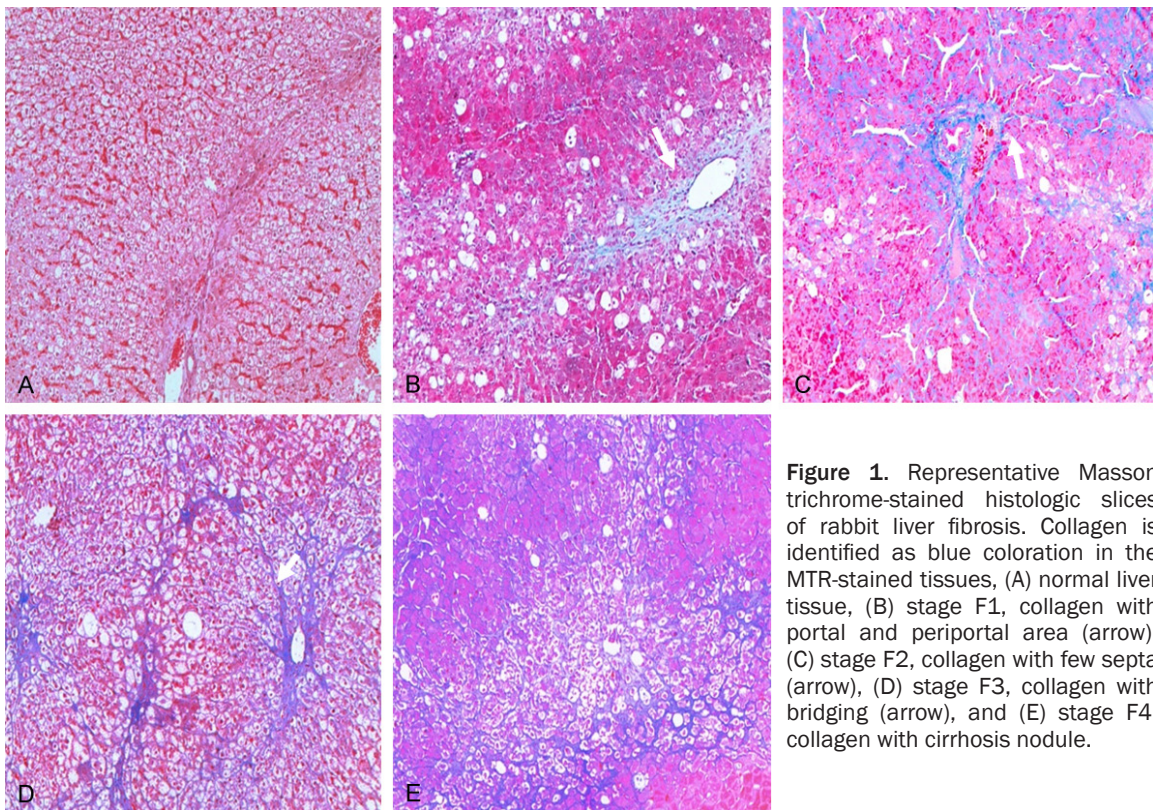 A
B
C
D
E
Figure 1. Representative Masson
trichrome-stained histologic slices
of rabbit liver fibrosis. Collagen is
identified as blue coloration in the
MTR-stained tissues, (A) normal liver
tissue, (B) stage F1, collagen with
portal and periportal area (arrow)
(C) stage F2, collagen with few septa
(arrow), (D) stage F3, collagen with
bridging (arrow), and (E) stage F4
collagen with cirrhosis nodule.